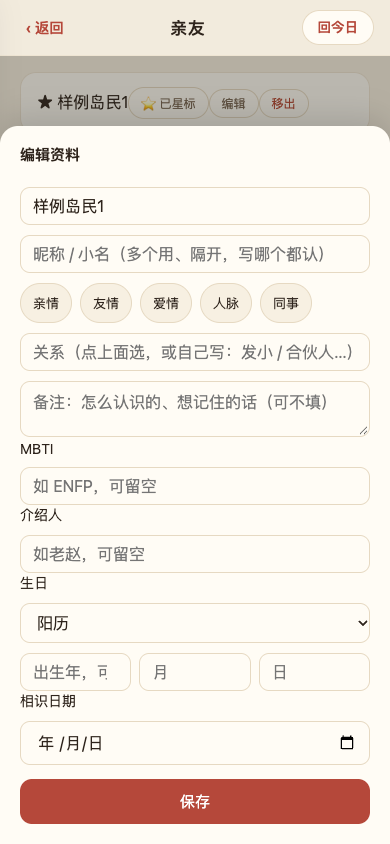 ‹ 返回 亲友 回今日
★ 样例岛民1 ⭐ 已星标 编辑 移出
编辑资料
样例岛民1
昵称 / 小名（多个用、隔开，写哪个都认）
亲情 友情 爱情 人脉 同事
关系（点上面选，或自己写：发小 / 合伙人…）
备注：怎么认识的、想记住的话（可不填）
MBTI
如 ENFP，可留空
介绍人
如老赵，可留空
生日
阳历
出生年， 月 日
相识日期
年 /月/日
保存